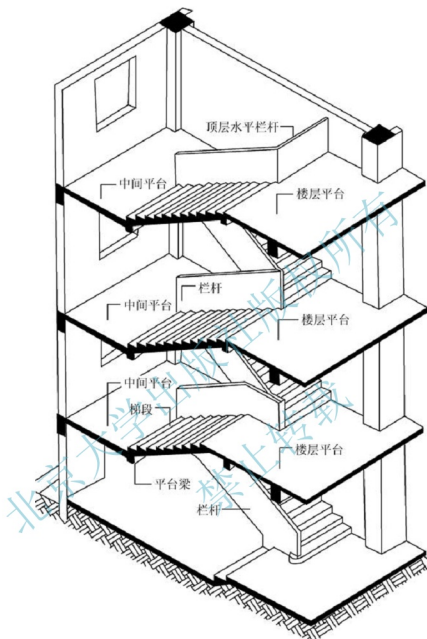 顶层水平栏杆
中间平台
楼层平台
中间平台
栏杆
楼层平台
中间平台
梯段
楼层平台
平台梁
栏杆
北京大学出版社版权所有
禁止转载